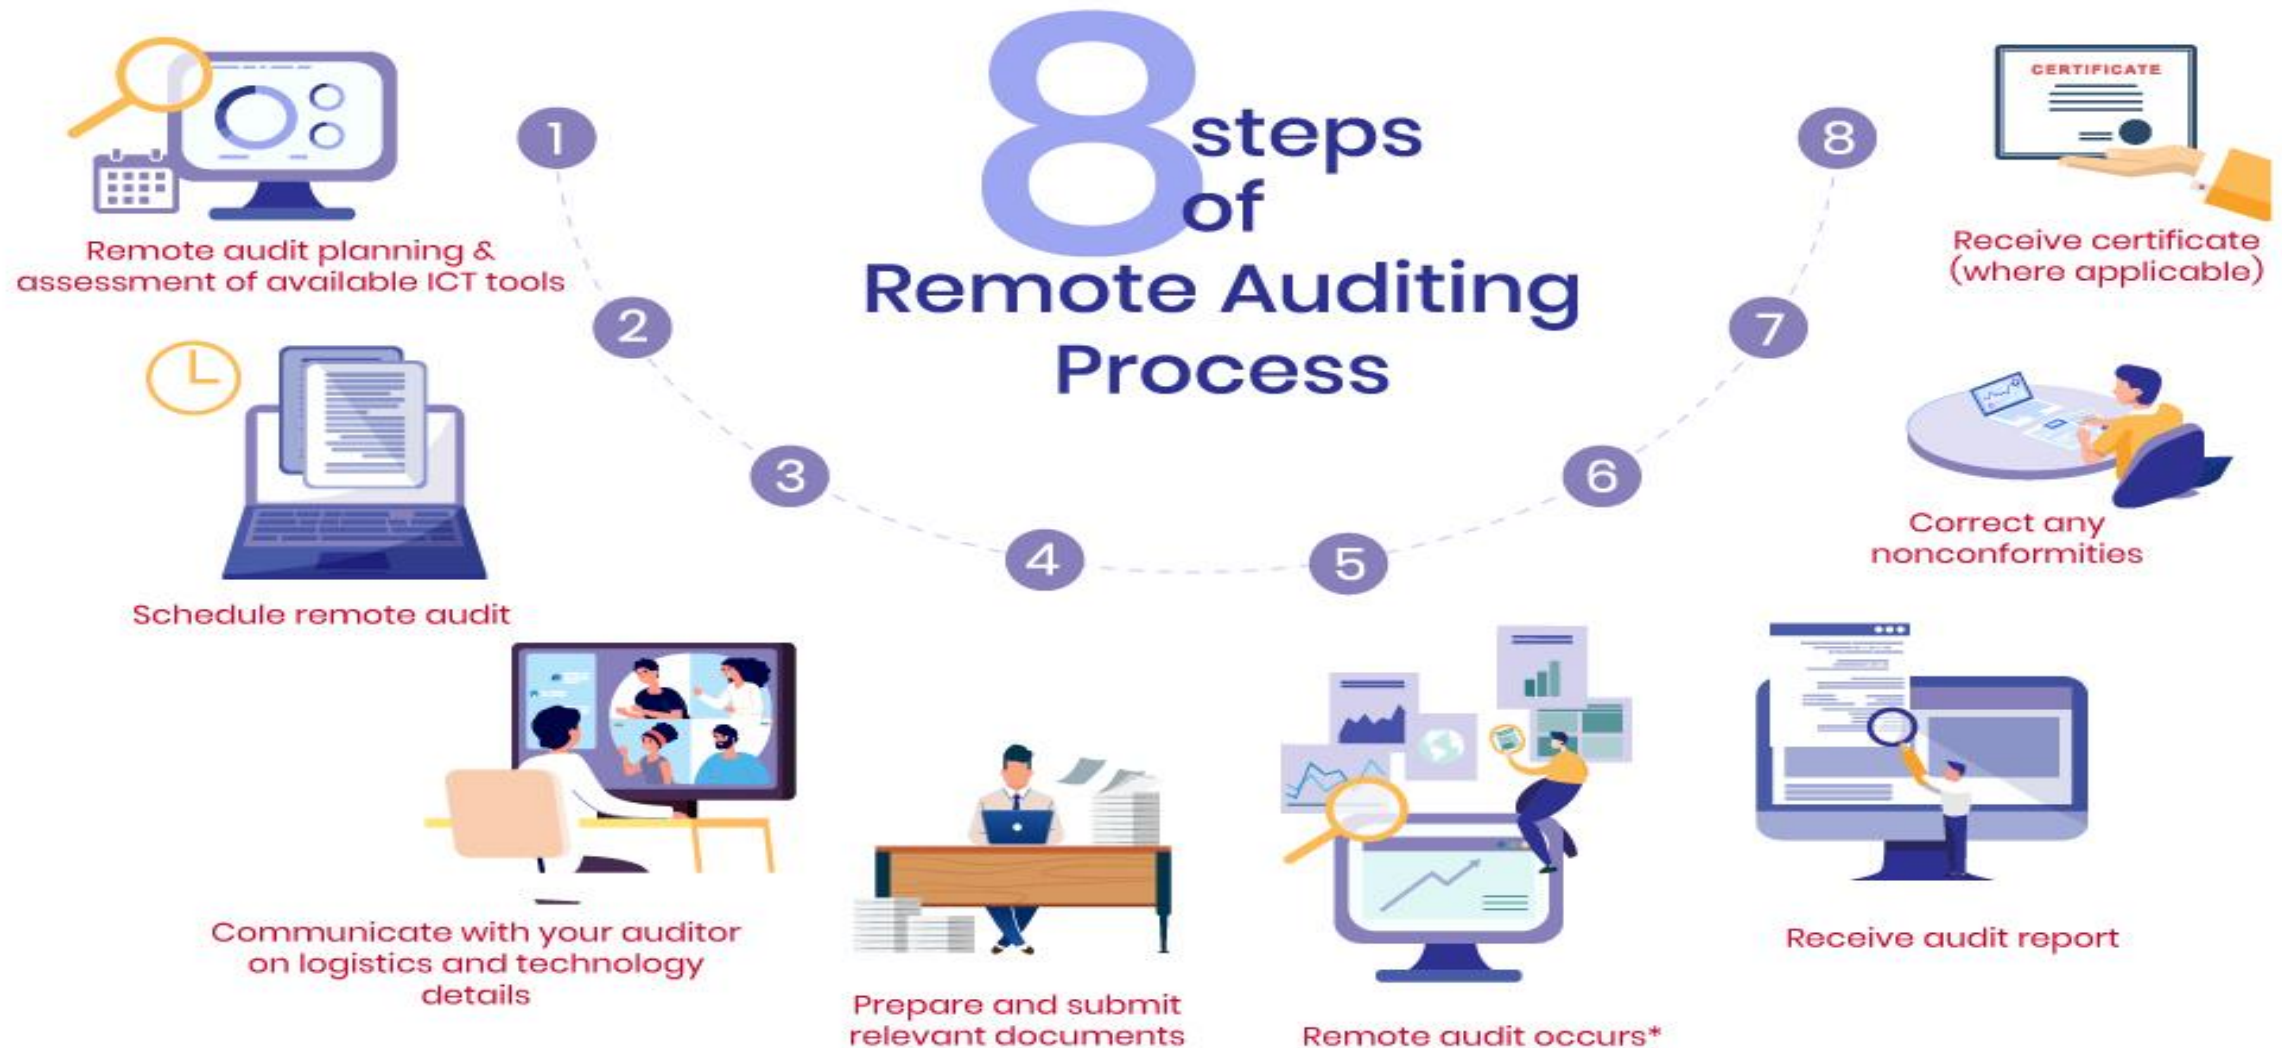 8 steps
of
Remote Auditing
Process
1
Remote audit planning &
assessment of available ICT tools
2
Schedule remote audit
3
Communicate with your auditor
on logistics and technology
details
4
Prepare and submit
relevant documents
5
Remote audit occurs*
6
Receive audit report
7
Correct any
nonconformities
8
CERTIFICATE
Receive certificate
(where applicable)